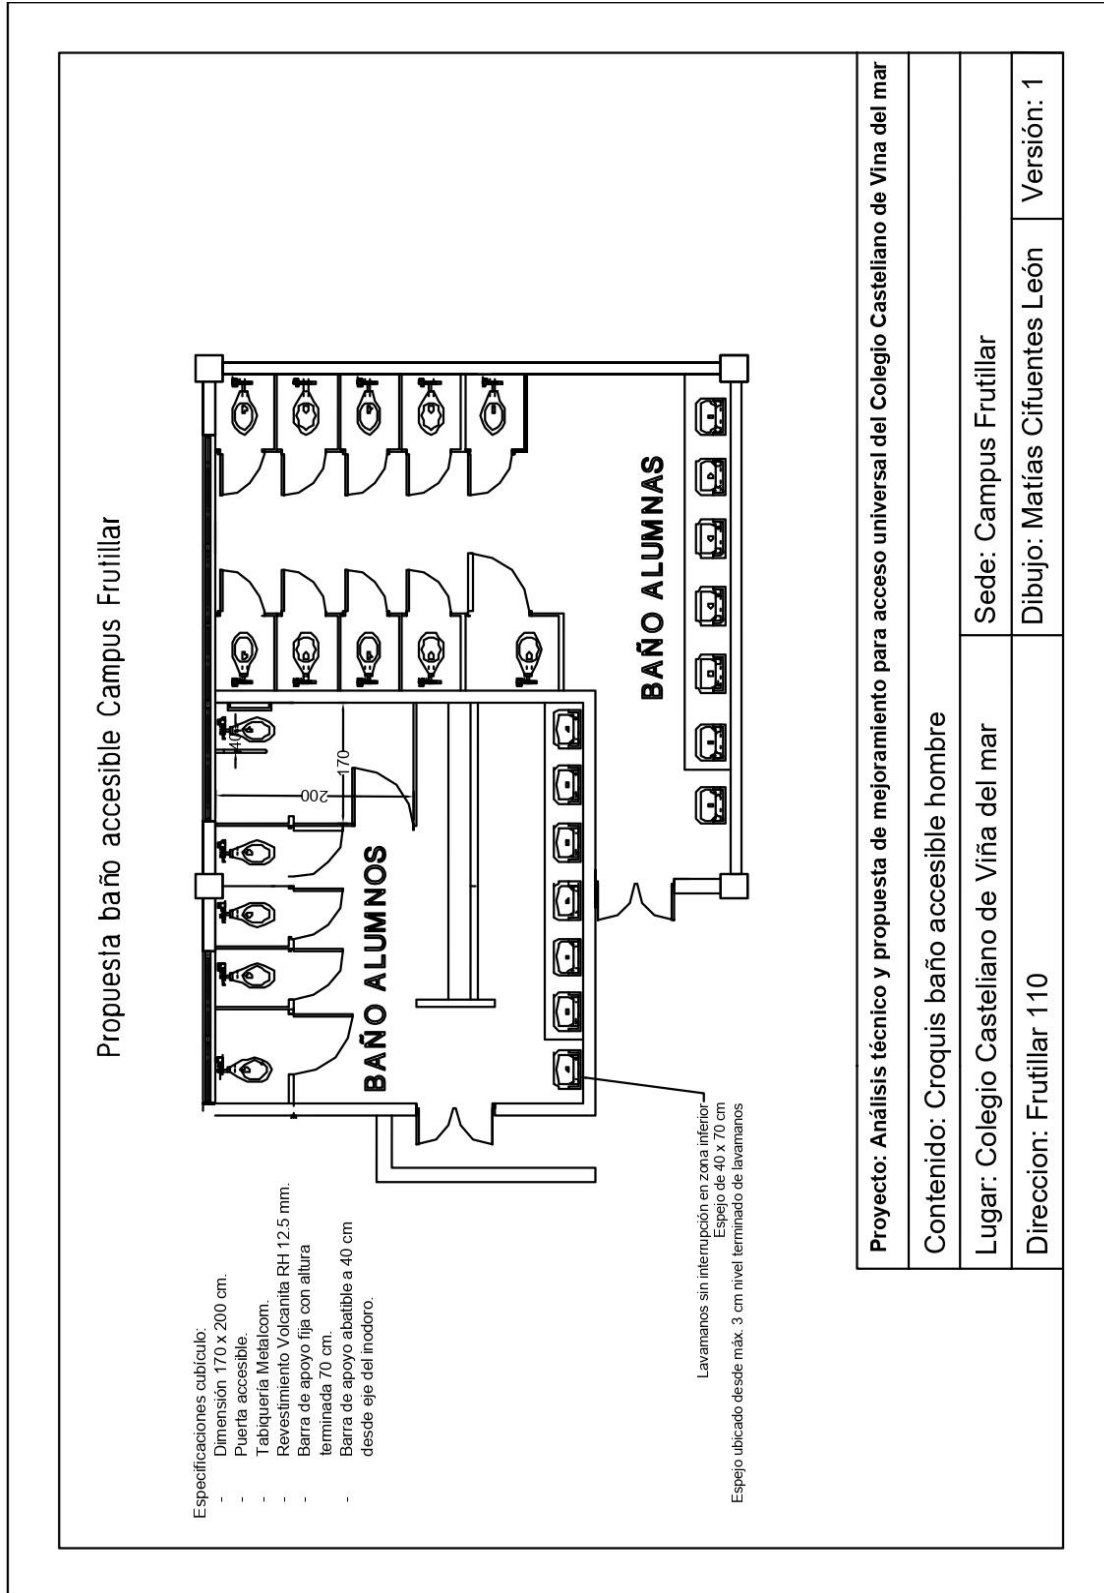 Propuesta baño accesible Campus Frutillar
Especificaciones cubículo:
- Dimensión 170 x 200 cm.
- Puerta accesible.
- Tabiquería Metalcom.
- Revestimiento Volcanita RH 12.5 mm.
- Barra de apoyo fija con altura
terminada 70 cm.
- Barra de apoyo abatible a 40 cm
desde eje del inodoro.
40
200
170
BAÑO ALUMNOS
BAÑO ALUMNAS
Lavamanos sin interrupción en zona inferior
Espejo de 40 x 70 cm
Espejo ubicado desde máx. 3 cm nivel terminado de lavamanos
Proyecto: Análisis técnico y propuesta de mejoramiento para acceso universal del Colegio Casteliano de Vina del mar
Contenido: Croquis baño accesible hombre
Lugar: Colegio Casteliano de Viña del mar
Sede: Campus Frutillar
Direccion: Frutillar 110
Dibujo: Matías Cifuentes León
Versión: 1